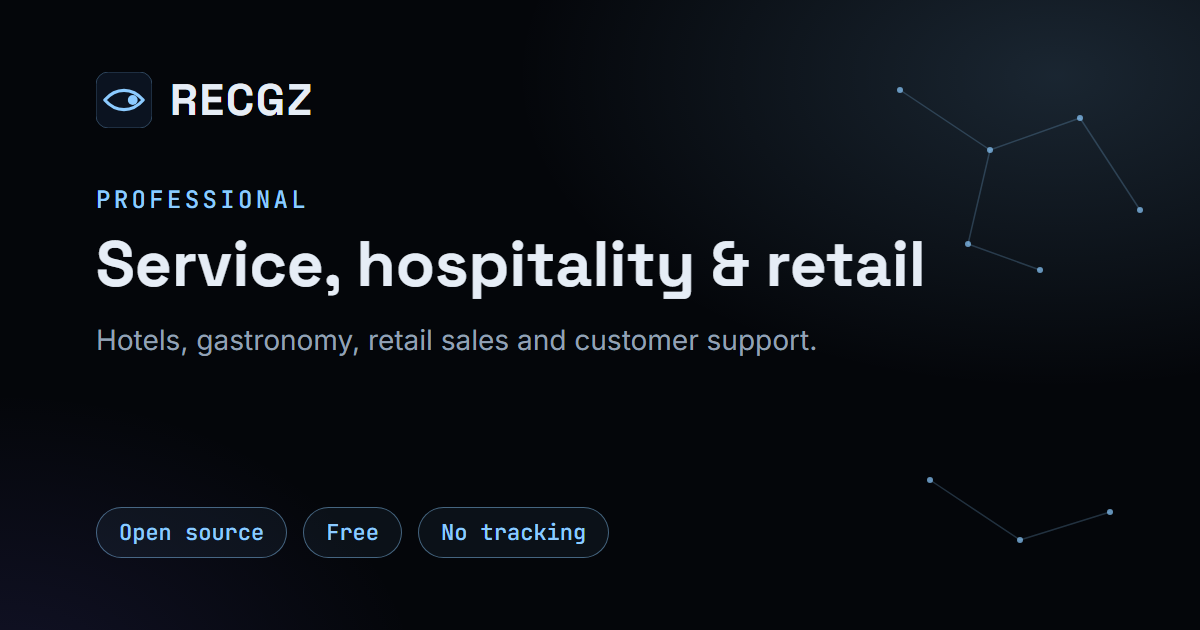 RECGZ
PROFESSIONAL
Service, hospitality & retail
Hotels, gastronomy, retail sales and customer support.
Open source
Free
No tracking